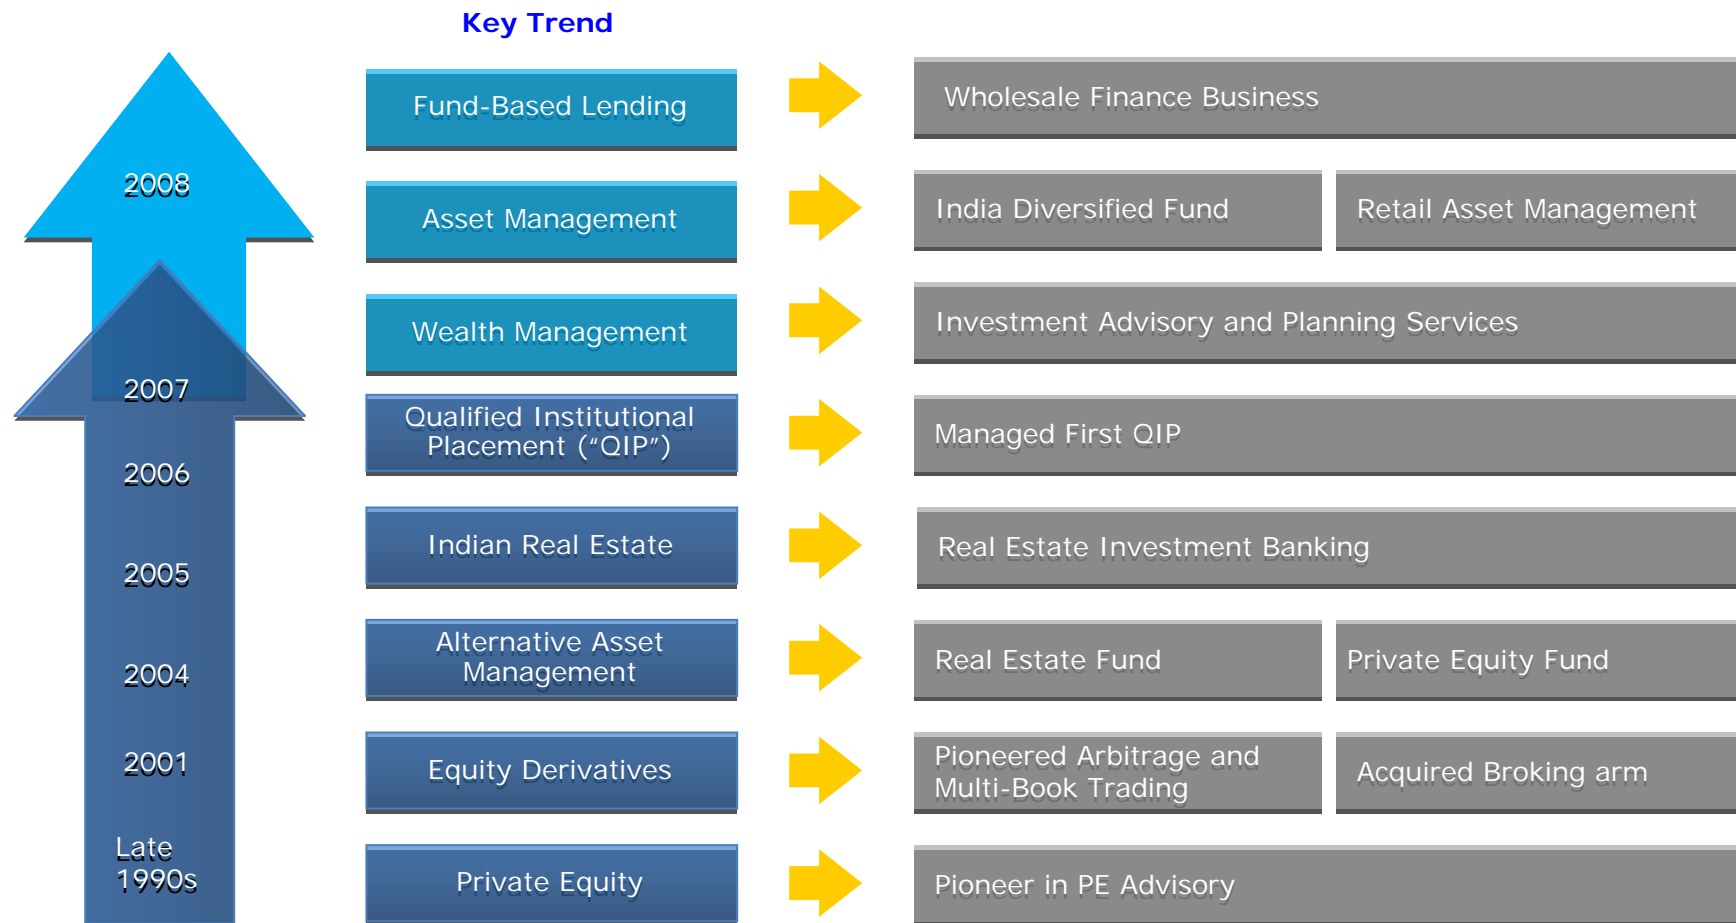 Key Trend
2008
Fund-Based Lending
Wholesale Finance Business
Asset Management
India Diversified Fund
Retail Asset Management
Wealth Management
Investment Advisory and Planning Services
2007
Qualified Institutional
Placement (“QIP”)
Managed First QIP
2006
2005
Indian Real Estate
Real Estate Investment Banking
2004
Alternative Asset
Management
Real Estate Fund
Private Equity Fund
2001
Equity Derivatives
Pioneered Arbitrage and
Multi-Book Trading
Acquired Broking arm
Late
1990s
Private Equity
Pioneer in PE Advisory